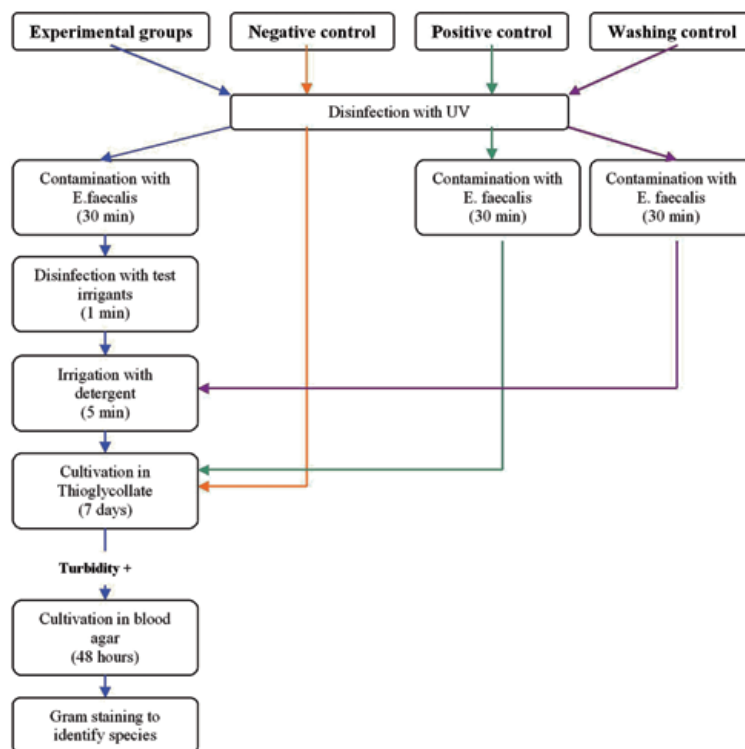 Experimental groups
Negative control
Positive control
Washing control
Disinfection with UV
Contamination with
E.faecalis
(30 min)
Contamination with
E. faecalis
(30 min)
Contamination with
E. faecalis
(30 min)
Disinfection with test
irrigants
(1 min)
Irrigation with
detergent
(5 min)
Cultivation in
Thioglycollate
(7 days)
Turbidity +
Cultivation in blood
agar
(48 hours)
Gram staining to
identify species